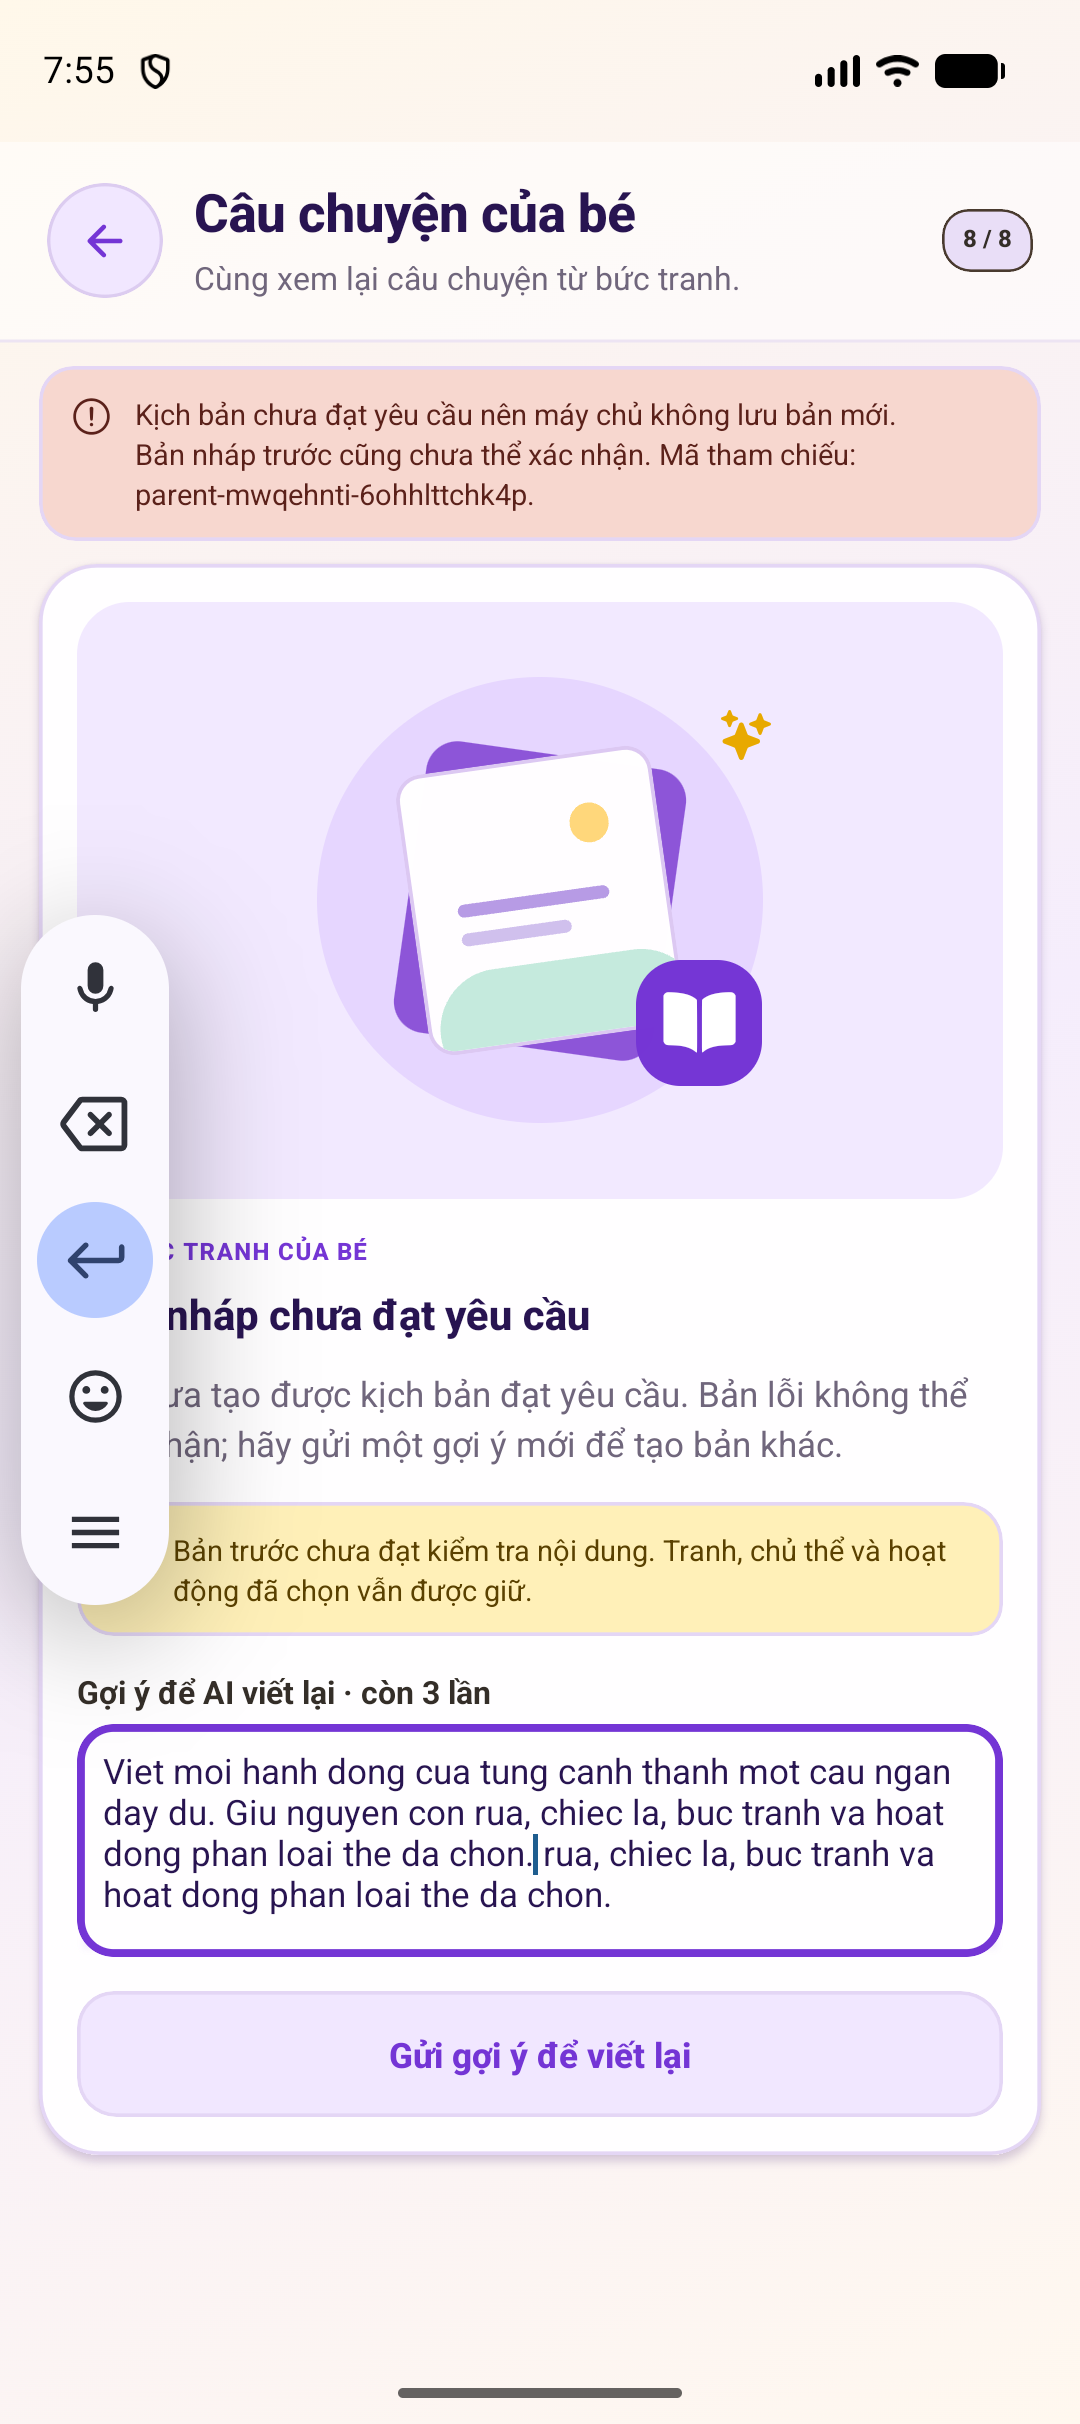 7:55
Câu chuyện của bé
Cùng xem lại câu chuyện từ bức tranh.
8 / 8
Kịch bản chưa đạt yêu cầu nên máy chủ không lưu bản mới.
Bản nháp trước cũng chưa thể xác nhận. Mã tham chiếu:
parent-mwqehnti-6ohhlttchk4p.
TRANH CỦA BÉ
nháp chưa đạt yêu cầu
tạo được kịch bản đạt yêu cầu. Bản lỗi không thể
hãy gửi một gợi ý mới để tạo bản khác.
Bản trước chưa đạt kiểm tra nội dung. Tranh, chủ thể và hoạt
động đã chọn vẫn được giữ.
Gợi ý để AI viết lại · còn 3 lần
Viet moi hanh dong cua tung canh thanh mot cau ngan
day du. Giu nguyen con rua, chiec la, buc tranh va hoat
dong phan loai the da chon. rua, chiec la, buc tranh va
hoat dong phan loai the da chon.
Gửi gợi ý để viết lại